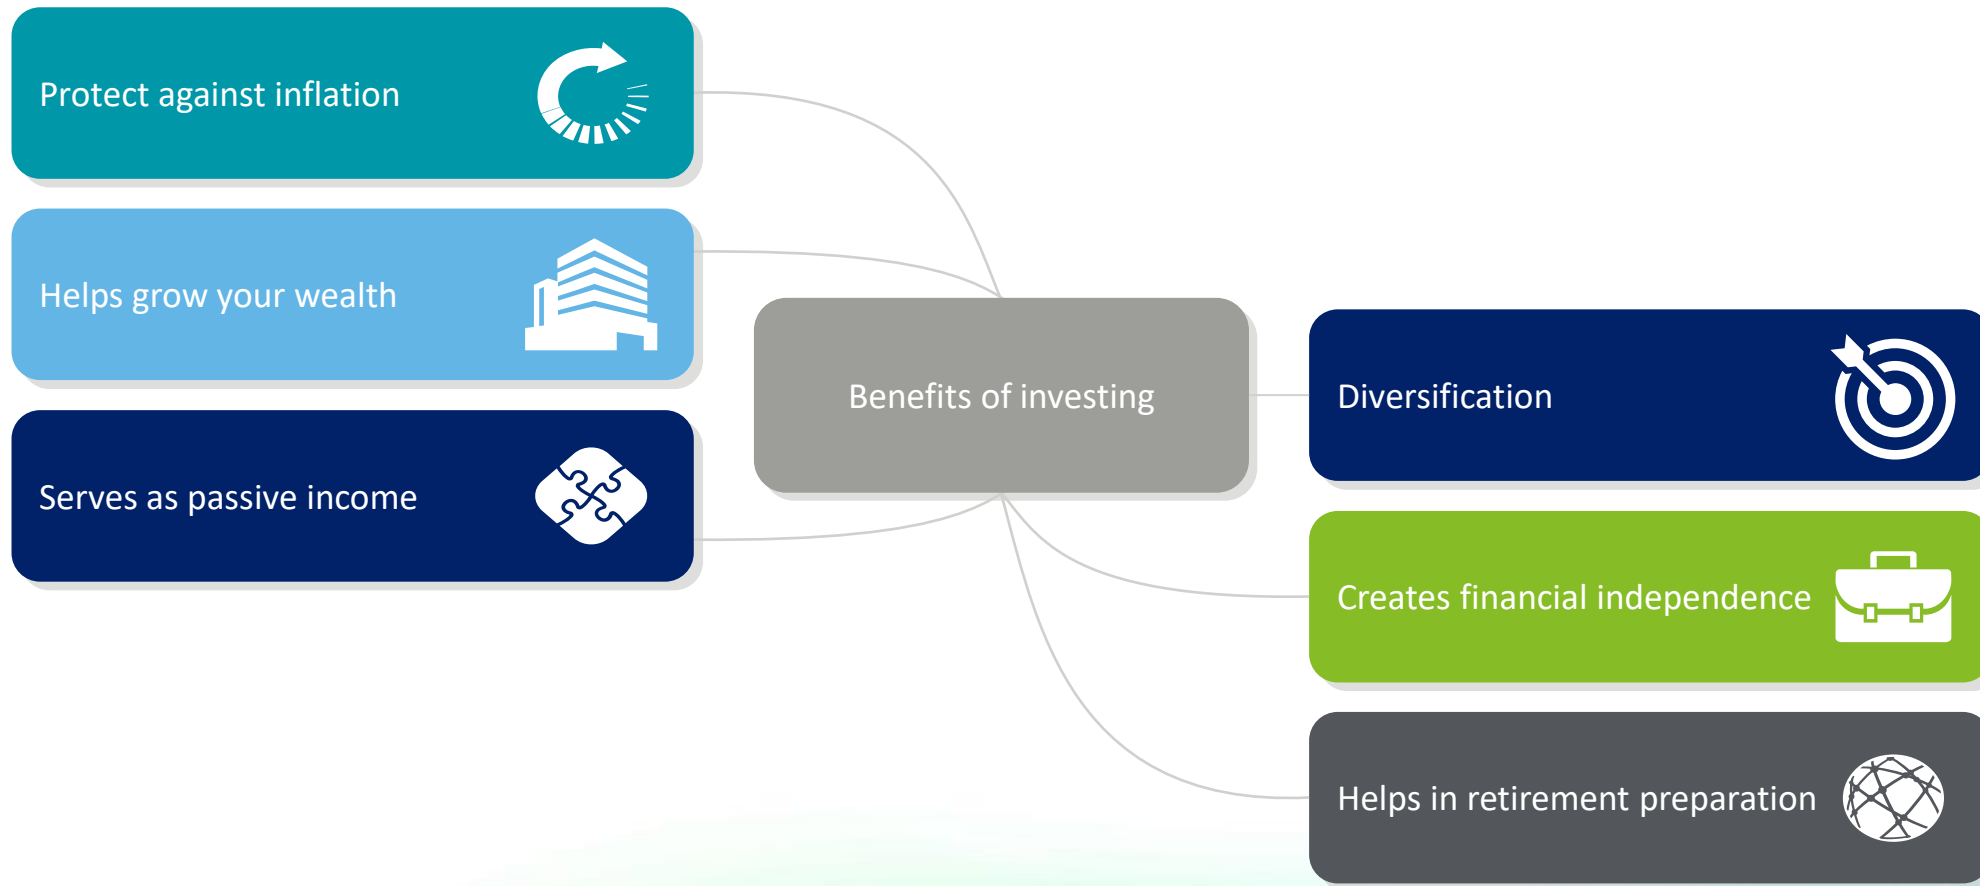 Protect against inflation
Helps grow your wealth
Serves as passive income
Benefits of investing
Diversification
Creates financial independence
Helps in retirement preparation